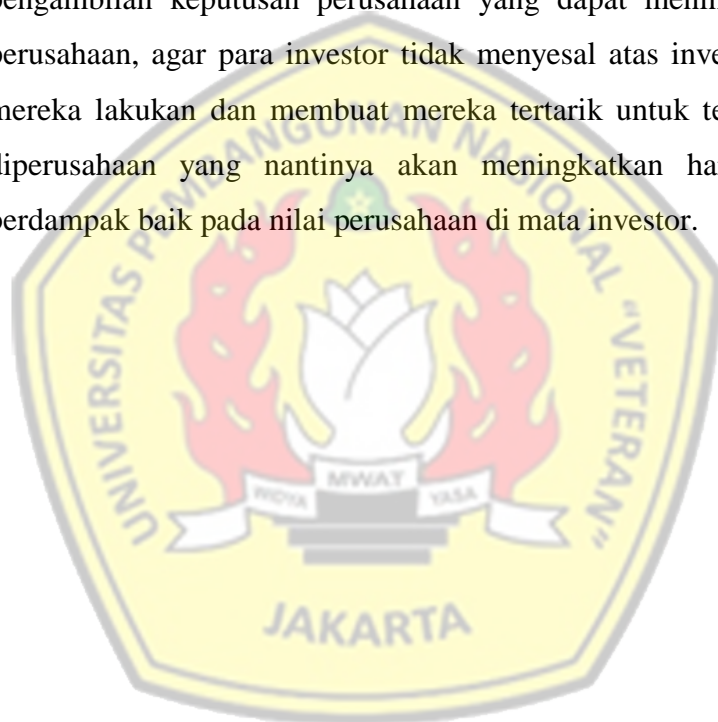 pengambilan keputusan perusahaan yang dapat
perusahaan, agar para investor tidak menyesal atas
mereka lakukan dan membuat mereka tertarik untuk
diperusahaan yang nantinya akan meningkatkan
berdampak baik pada nilai perusahaan di mata investor.
UNIVERSITAS PEMBANGUNAN NASIONAL "VETERAN"
WIDYA MWAT YASA
JAKARTA